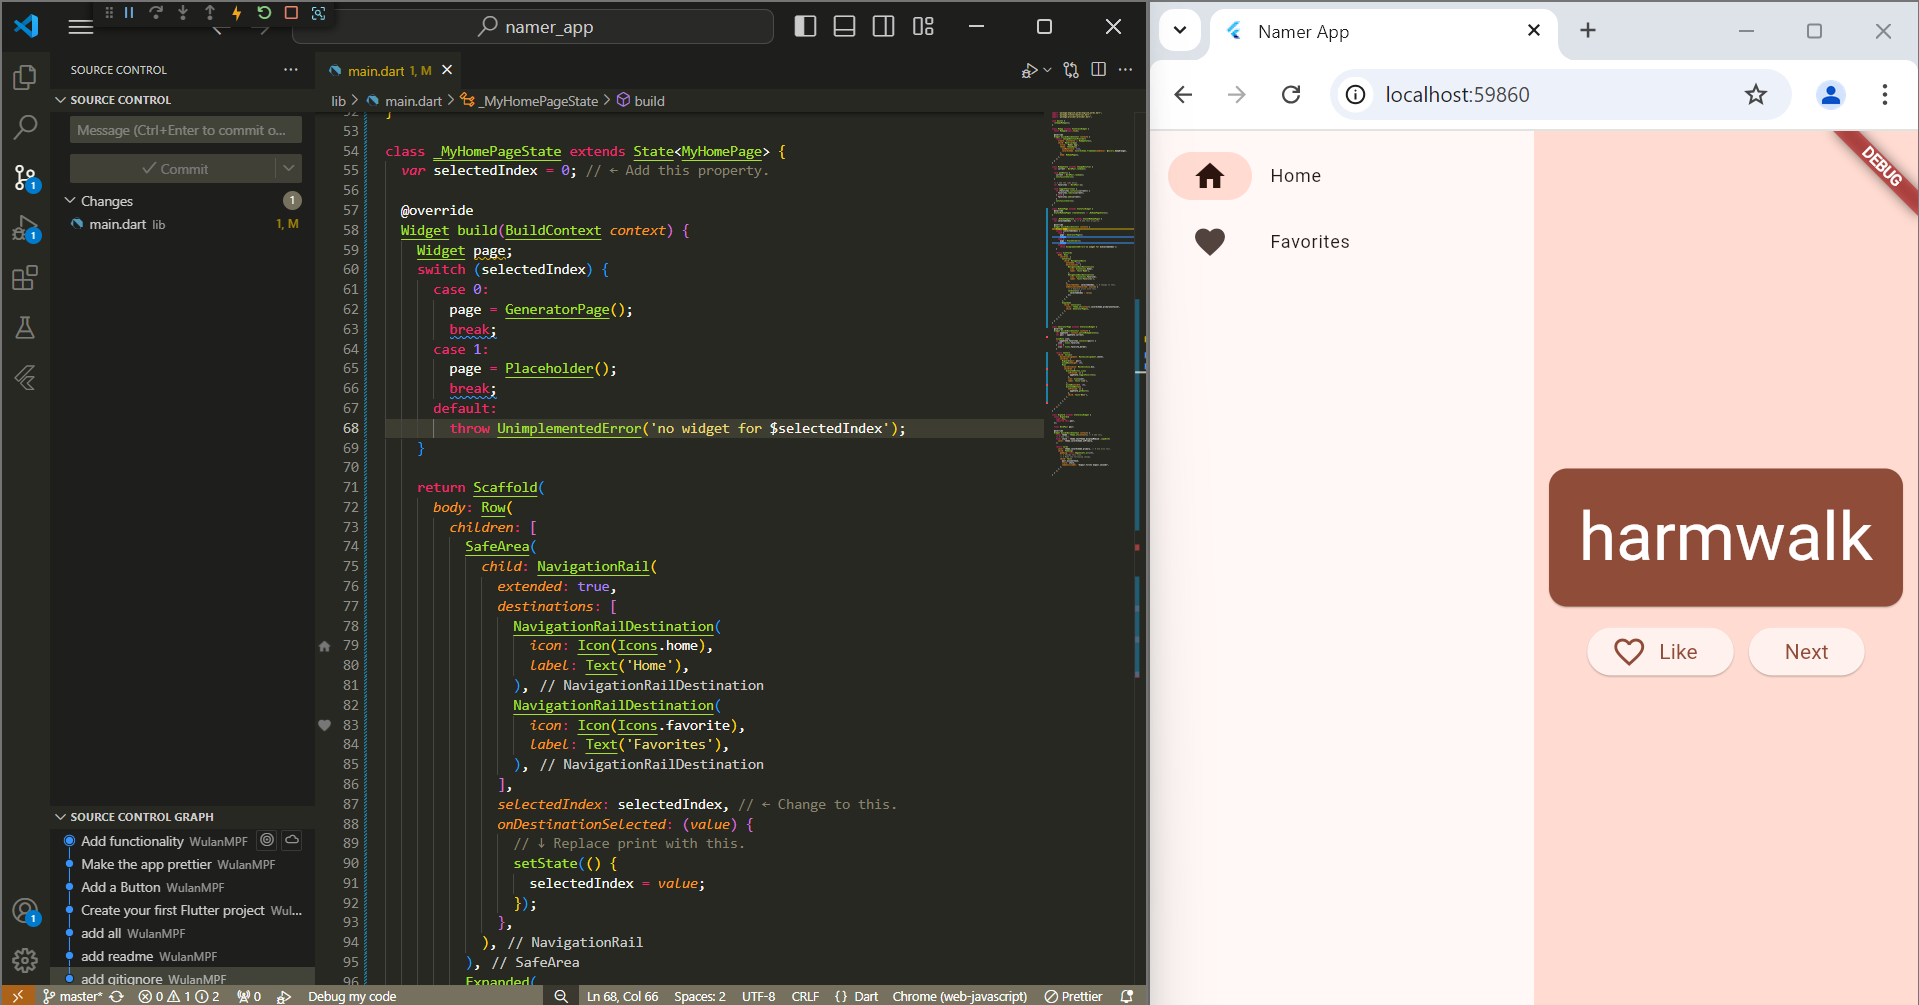 namer_app
SOURCE CONTROL
SOURCE CONTROL
Message (Ctrl+Enter to commit o...
Commit
Changes 1
main.dart lib 1, M
SOURCE CONTROL GRAPH
Add functionality WulanMPF
Make the app prettier WulanMPF
Add a Button WulanMPF
Create your first Flutter project Wul...
add all WulanMPF
add readme WulanMPF
add gitignore WulanMPF
1
1
1
main.dart 1, M
lib > main.dart > _MyHomePageState > build
52 }
53
54 class _MyHomePageState extends State<MyHomePage> {
55 var selectedIndex = 0; // ← Add this property.
56
57 @override
58 Widget build(BuildContext context) {
59 Widget page;
60 switch (selectedIndex) {
61 case 0:
62 page = GeneratorPage();
63 break;
64 case 1:
65 page = Placeholder();
66 break;
67 default:
68 throw UnimplementedError('no widget for $selectedIndex');
69 }
70
71 return Scaffold(
72 body: Row(
73 children: [
74 SafeArea(
75 child: NavigationRail(
76 extended: true,
77 destinations: [
78 NavigationRailDestination(
79 icon: Icon(Icons.home),
80 label: Text('Home'),
81 ), // NavigationRailDestination
82 NavigationRailDestination(
83 icon: Icon(Icons.favorite),
84 label: Text('Favorites'),
85 ), // NavigationRailDestination
86 ],
87 selectedIndex: selectedIndex, // ← Change to this.
88 onDestinationSelected: (value) {
89 // ↓ Replace print with this.
90 setState(() {
91 selectedIndex = value;
92 });
93 },
94 ), // NavigationRail
95 ), // SafeArea
96 Expanded(
master* 0 1 2 0 Debug my code Ln 68, Col 66 Spaces: 2 UTF-8 CRLF {} Dart Chrome (web-javascript) Prettier
Namer App
localhost:59860
DEBUG
Home
Favorites
harmwalk
Like Next